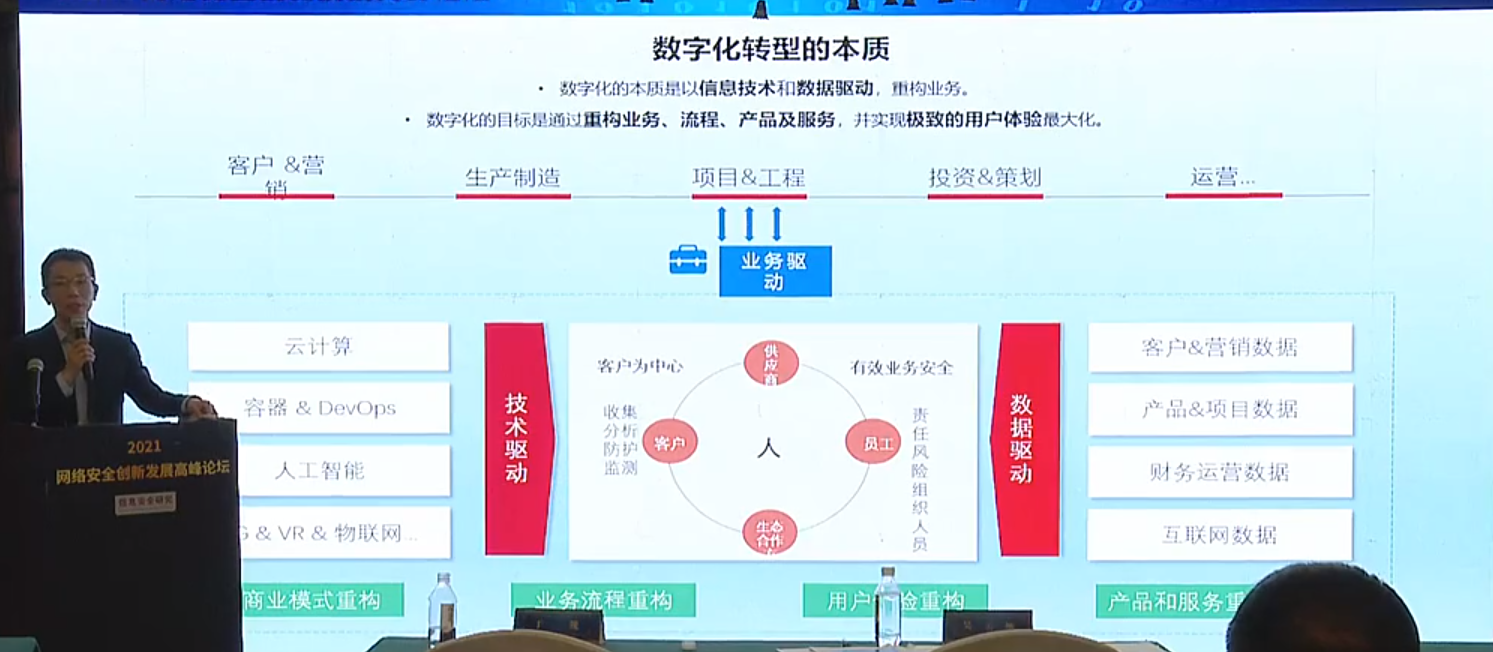 数字化转型的本质
• 数字化的本质是以信息技术和数据驱动，重构业务。
• 数字化的目标是通过重构业务、流程、产品及服务，并实现极致的用户体验最大化。
客户 &营
销
生产制造
项目&工程
投资&策划
运营...
业务驱
动
云计算
容器 & DevOps
人工智能
& VR & 物联网...
技术驱动
客户为中心
有效业务安全
收集
分析
防护
监测
供应商
客户
人
员工
生态
合作
责任风险组织人员
数据驱动
客户&营销数据
产品&项目数据
财务运营数据
互联网数据
商业模式重构
业务流程重构
用户 验重构
产品和服务重
2021
网络安全创新发展高峰论坛
信息安全研究